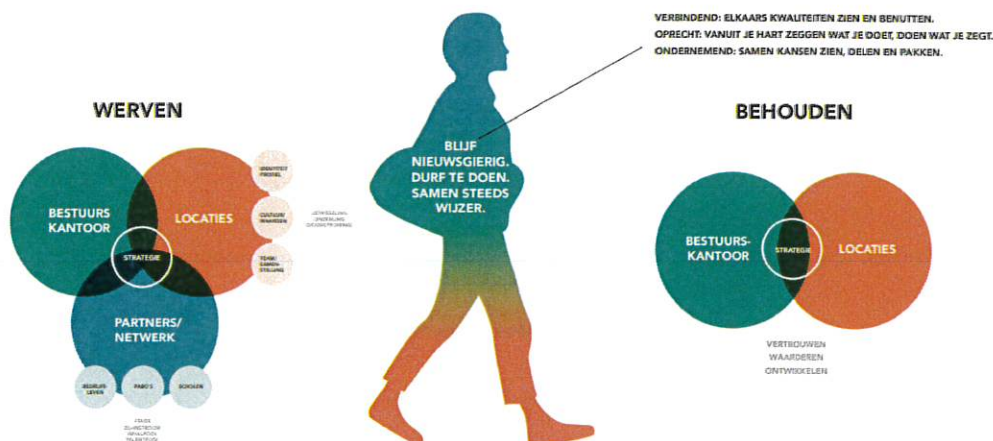 VERBINDEND: ELKAARS KWALITEITEN ZIEN EN BENUTTEN.
OPRECHT: VANUIT JE HART ZEGGEN WAT JE DOET, DOEN WAT JE ZEGT.
ONDERNEMEND: SAMEN KANSEN ZIEN, DELEN EN PAKKEN.
WERVEN
BESTUURS
KANTOOR
LOCATIES
IDENTITEIT
PROFIEL
CULTUUR/
WAARDEN
TEAM/
SAMEN-
STELLING
STRATEGIE
PARTNERS/
NETWERK
BEDRIJFS
LEVEN
PABO'S
SCHOLEN
BLIJF
NIEUWSGIERIG.
DURF TE DOEN.
SAMEN STEEDS
WIJZER.
BEHOUDEN
BESTUURS-
KANTOOR
STRATEGIE
LOCATIES
VERTROUWEN
WAARDEREN
ONTWIKKELEN